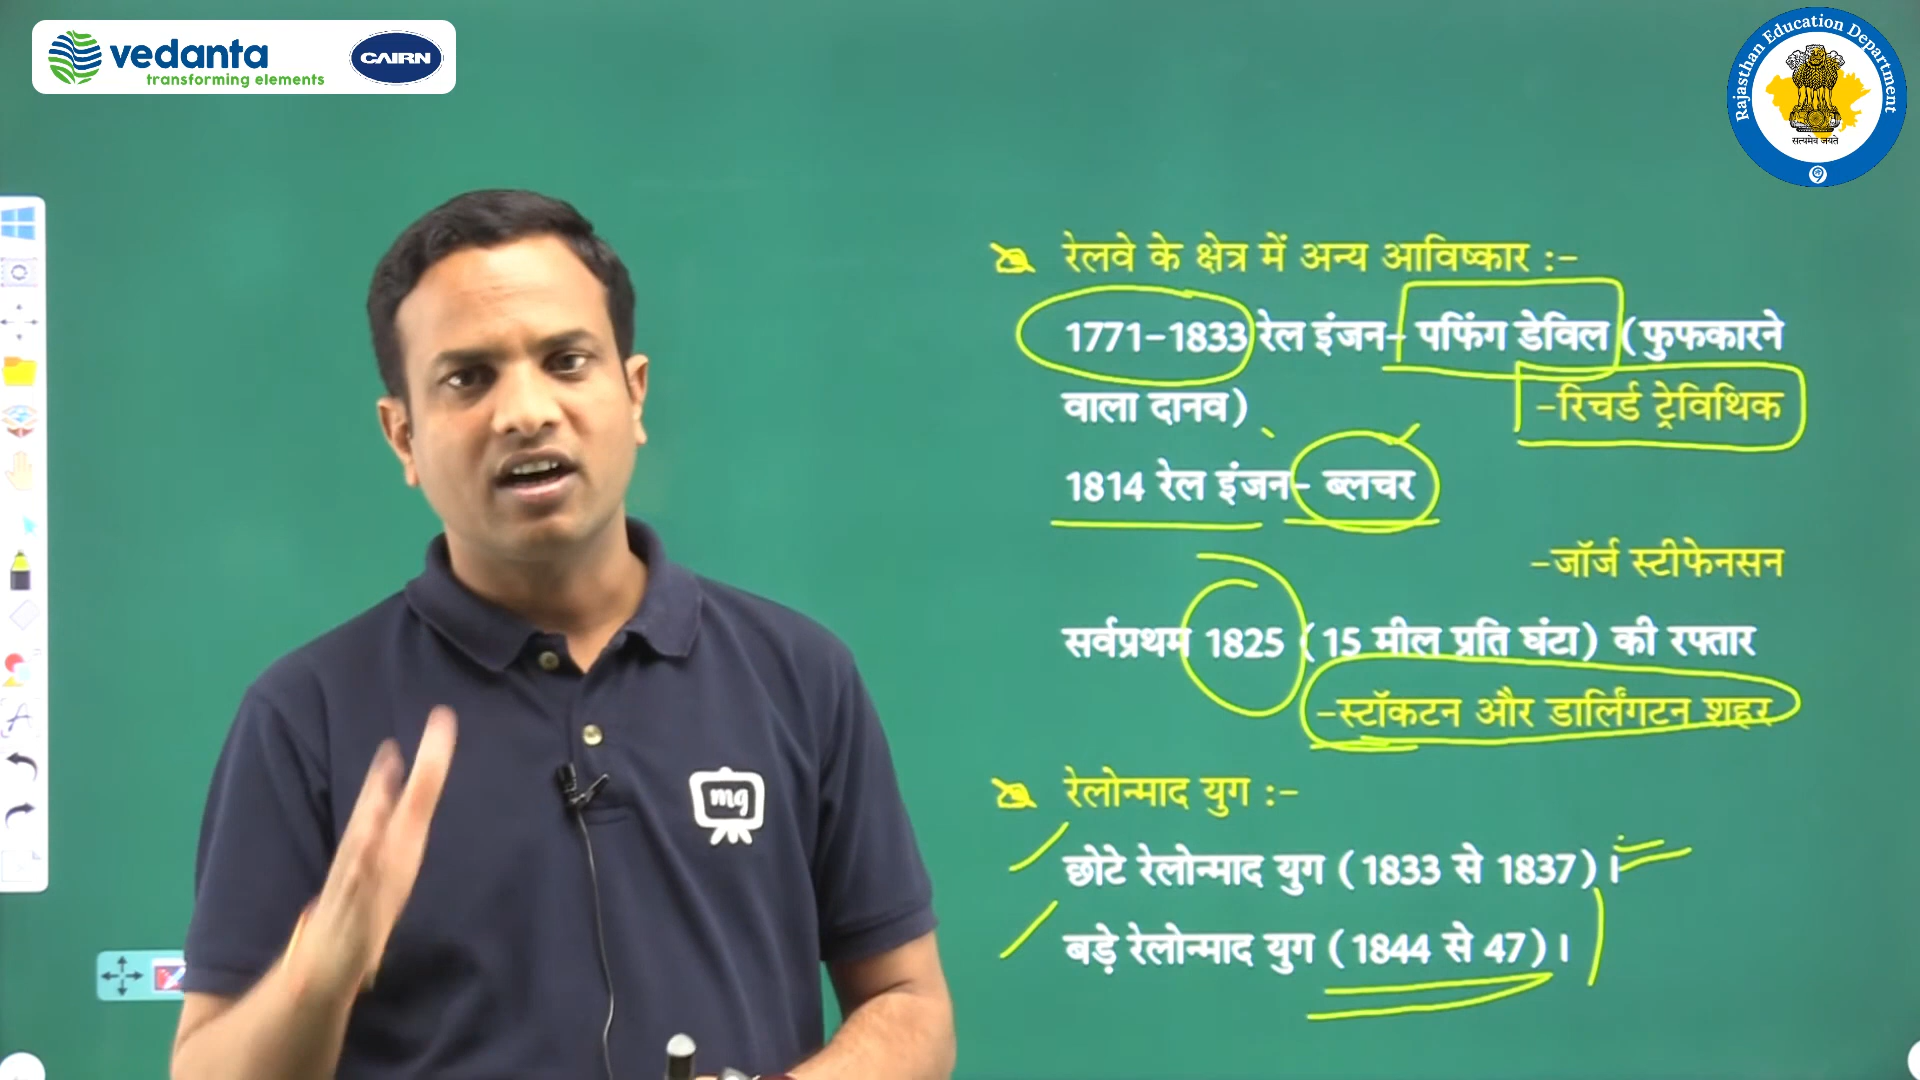 vedanta
transforming elements
CAIRN
Rajasthan Education Department
सत्यमेव जयते
रेलवे के क्षेत्र में अन्य आविष्कार :-
1771-1833 रेल इंजन- पफिंग डेविल (फुफकारने
वाला दानव)
-रिचर्ड ट्रेविथिक
1814 रेल इंजन- ब्लचर
-जॉर्ज स्टीफेनसन
सर्वप्रथम 1825 (15 मील प्रति घंटा) की रफ्तार
-स्टॉकटन और डार्लिंगटन शहर
रेलोन्माद युग :-
छोटे रेलोन्माद युग (1833 से 1837)।
बड़े रेलोन्माद युग (1844 से 47)।
mg